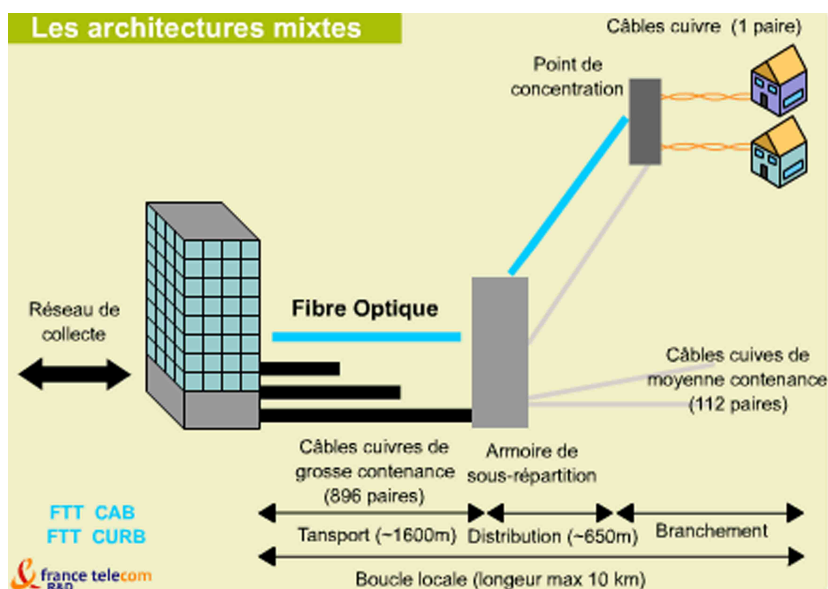 Les architectures mixtes
Câbles cuivre (1 paire)
Point de
concentration
Réseau de
collecte
Fibre Optique
Câbles cuives de
moyenne contenance
(112 paires)
Câbles cuivres de
grosse contenance
(896 paires)
Armoire de
sous-répartition
FTT CAB
FTT CURB
Tansport (~1600m)
Distribution (~650m)
Branchement
Boucle locale (longeur max 10 km)
france telecom
R&D